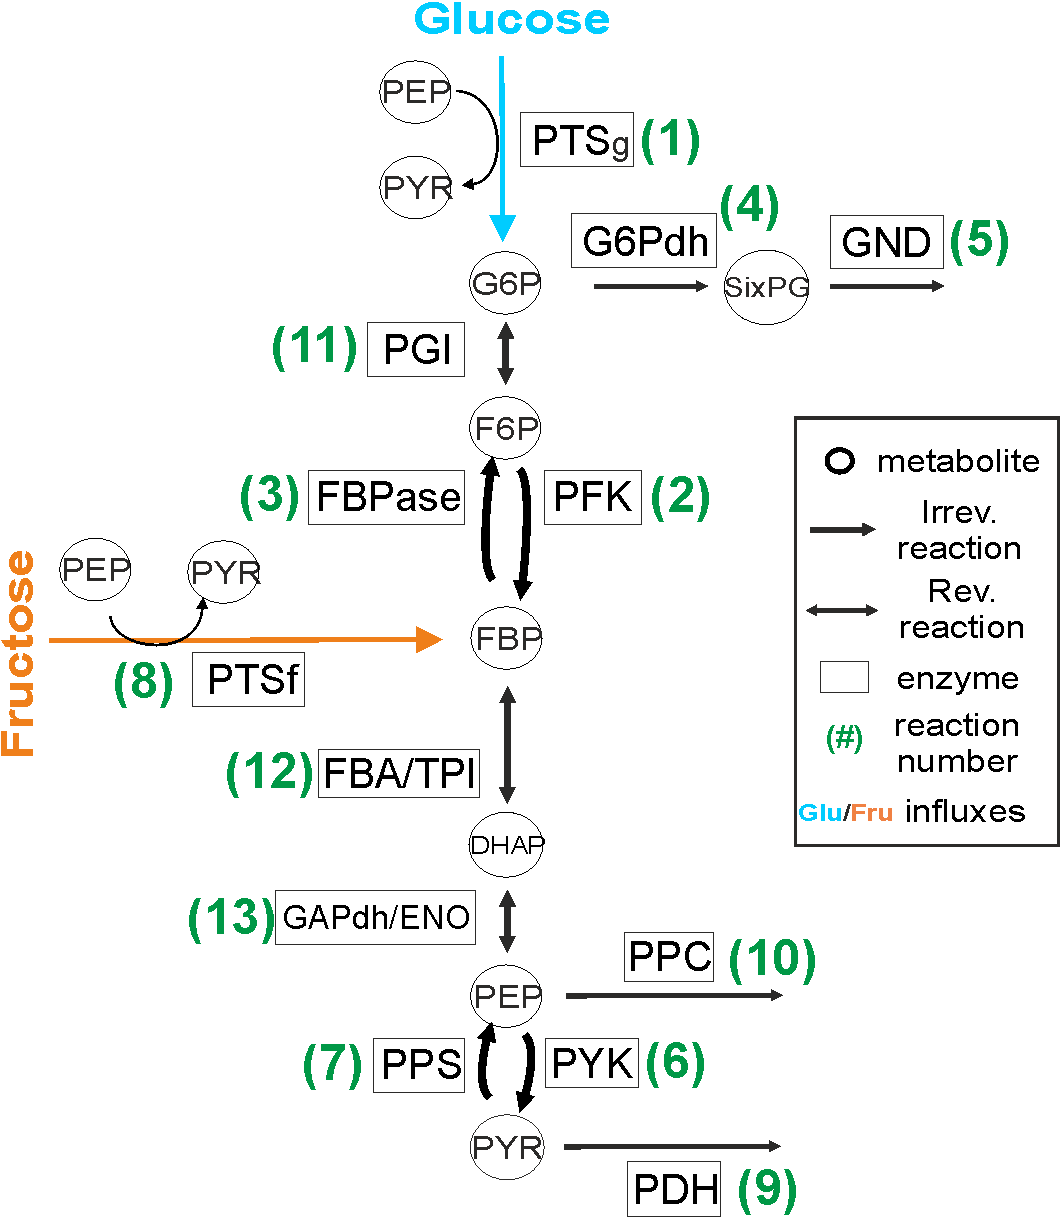 Glucose
PEP
PTSg (1)
PYR
(4)
G6Pdh
GND (5)
G6P
SixPG
(11) PGI
F6P
(3) FBPase
PFK (2)
metabolite
Irrev.
reaction
Rev.
reaction
enzyme
(#) reaction
number
Glu/Fru influxes
Fructose
PEP
PYR
FBP
(8) PTSf
(12) FBA/TPI
DHAP
(13) GAPdh/ENO
PPC (10)
PEP
(7) PPS
PYK (6)
PYR
PDH (9)